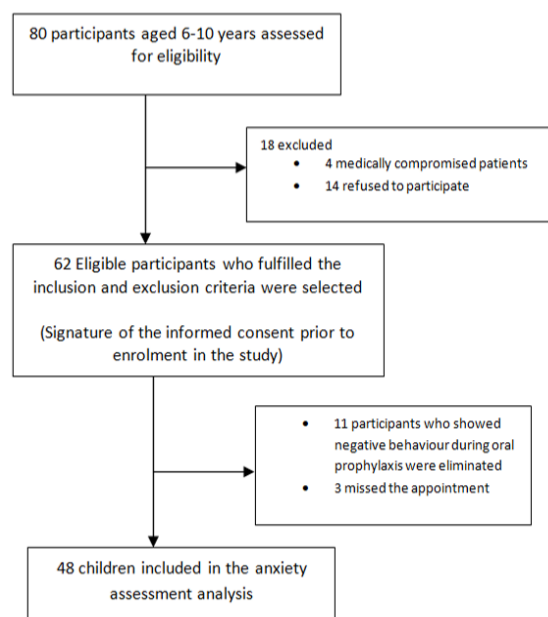 80 participants aged 6-10 years assessed
for eligibility
18 excluded
• 4 medically compromised patients
• 14 refused to participate
62 Eligible participants who fulfilled the
inclusion and exclusion criteria were selected
(Signature of the informed consent prior to
enrolment in the study)
• 11 participants who showed
negative behaviour during oral
prophylaxis were eliminated
• 3 missed the appointment
48 children included in the anxiety
assessment analysis